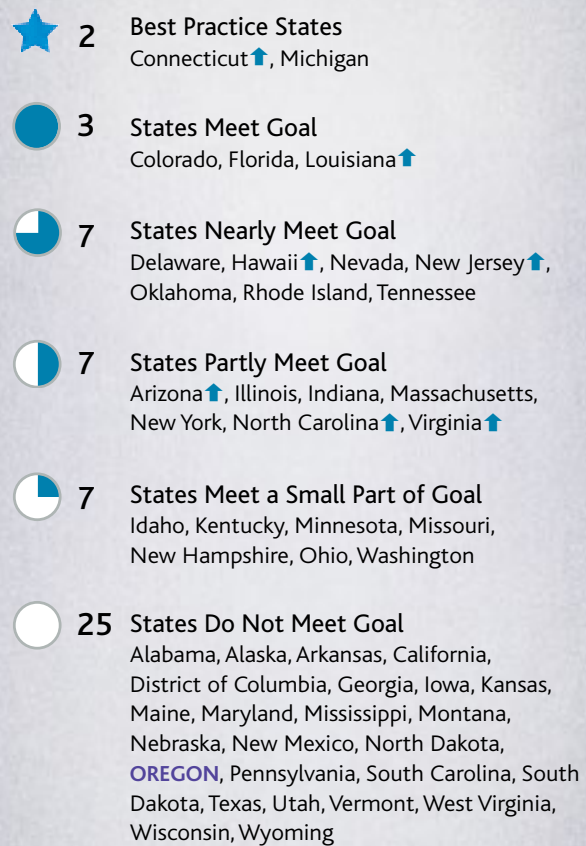 2 Best Practice States
Connecticut⬆, Michigan
3 States Meet Goal
Colorado, Florida, Louisiana⬆
7 States Nearly Meet Goal
Delaware, Hawaii⬆, Nevada, New Jersey⬆,
Oklahoma, Rhode Island, Tennessee
7 States Partly Meet Goal
Arizona⬆, Illinois, Indiana, Massachusetts,
New York, North Carolina⬆, Virginia⬆
7 States Meet a Small Part of Goal
Idaho, Kentucky, Minnesota, Missouri,
New Hampshire, Ohio, Washington
25 States Do Not Meet Goal
Alabama, Alaska, Arkansas, California,
District of Columbia, Georgia, Iowa, Kansas,
Maine, Maryland, Mississippi, Montana,
Nebraska, New Mexico, North Dakota,
OREGON, Pennsylvania, South Carolina, South
Dakota, Texas, Utah, Vermont, West Virginia,
Wisconsin, Wyoming